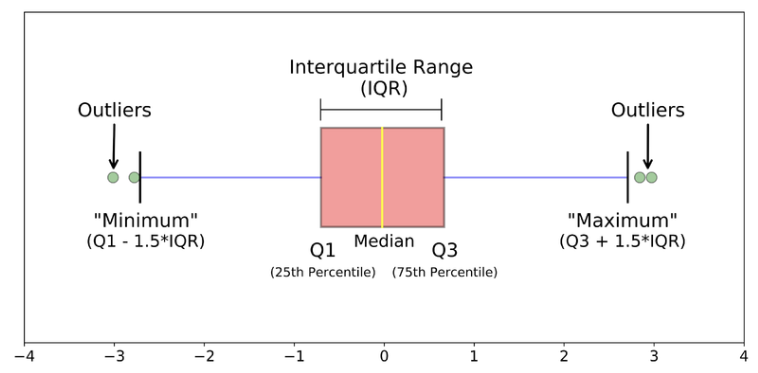 Interquartile Range
(IQR)
Outliers
Outliers
"Minimum"
(Q1 - 1.5*IQR)
"Maximum"
(Q3 + 1.5*IQR)
Median
Q1
Q3
(25th Percentile)
(75th Percentile)
−4 −3 −2 −1 0 1 2 3 4